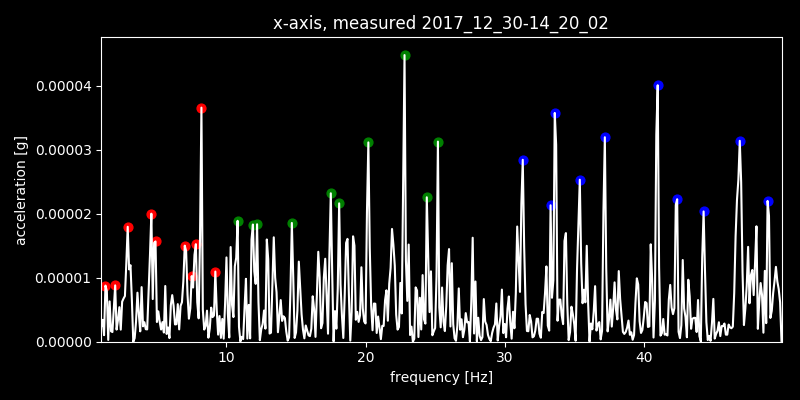 x-axis, measured 2017_12_30-14_20_02
acceleration [g]
0.00004
0.00003
0.00002
0.00001
0.00000
10 20 30 40
frequency [Hz]